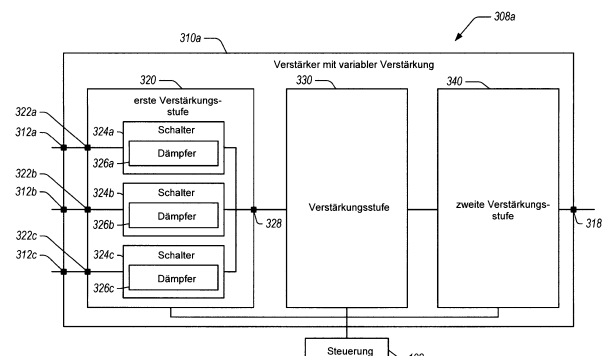 308a
310a
Verstärker mit variabler Verstärkung
320
330
340
erste Verstärkungs-
stufe
322a
312a
324a
Schalter
Dämpfer
326a
322b
312b
324b
Schalter
Dämpfer
326b
328
Verstärkungsstufe
zweite Verstärkungs-
stufe
318
322c
312c
324c
Schalter
Dämpfer
326c
Steuerung